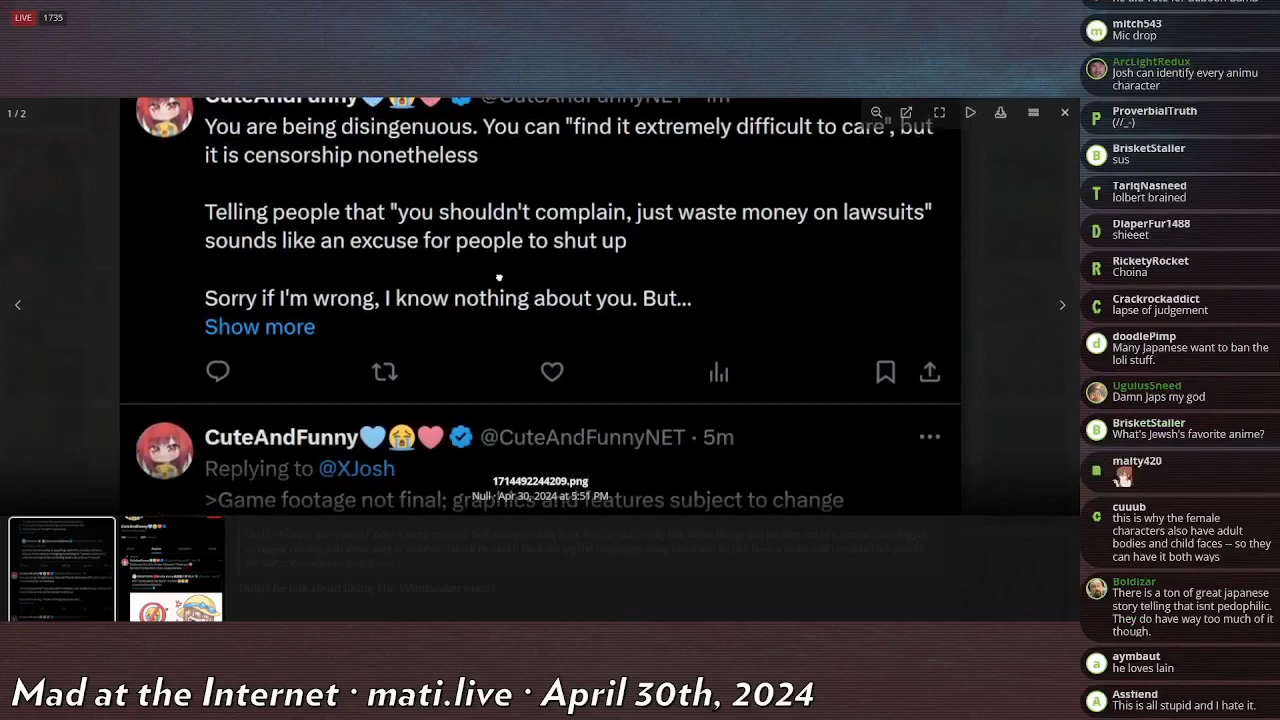 LIVE 1735
1 / 2
CuteAndFunny @CuteAndFunnyNET
You are being disingenuous. You can "find it extremely difficult to care", but
it is censorship nonetheless
Telling people that "you shouldn't complain, just waste money on lawsuits"
sounds like an excuse for people to shut up
Sorry if I'm wrong, I know nothing about you. But...
Show more
CuteAndFunny💙😭❤️ @CuteAndFunnyNET · 5m
Replying to @XJosh
>Game footage not final; features subject to change
1714492244209.png
Null · Apr 30, 2024 at 5:51 PM
Mad at the Internet · mati.live · April 30th, 2024
mitch543
Mic drop
ArcLightRedux
Josh can identify every animu
character
ProverbialTruth
(//_-)
BrisketStaller
sus
TariqNasneed
lolbert brained
DiaperFur1488
shieeet
RicketyRocket
Choina
Cuckrockaddict
lapse of judgement
doodlePimp
Many Japanese want to ban the
loli stuff.
UgulusSneed
Damn Japs my god
BrisketStaller
What's Jewsh's favorite anime?
malty420
cuuub
this is why the female
characters all have adult
bodies and child faces -- so they
have it both ways
Boldizar
There is a ton of great japanese
story telling that isnt pedophilic.
They do have way too much of it
though.
aymbaut
he loves lain
Assfiend
This is all stupid and I hate it.